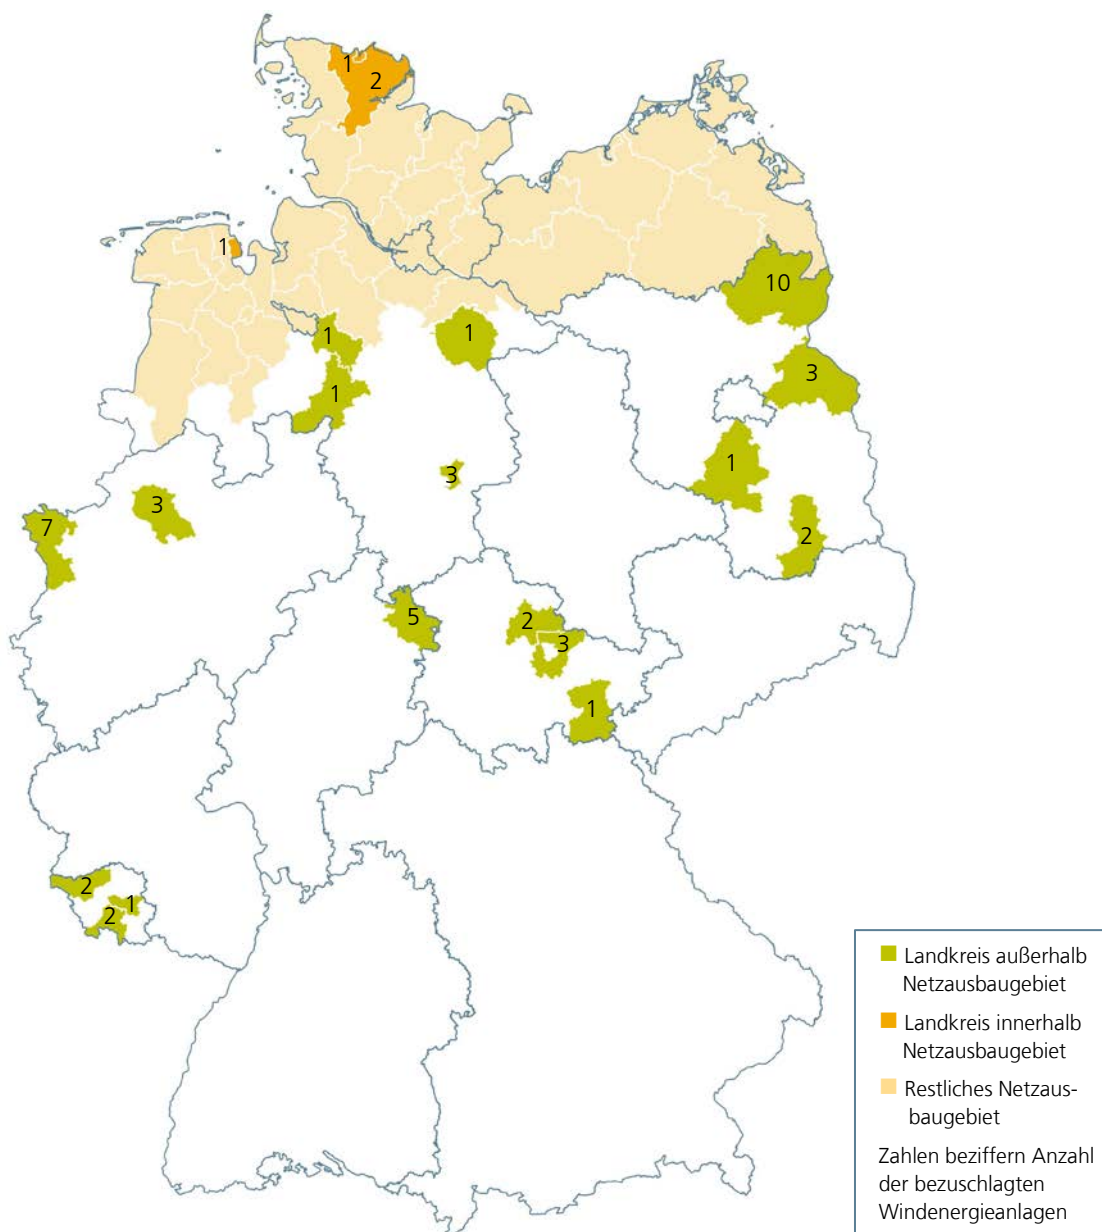 1
2
1
10
1
1
3
1
1
3
3
7
2
5
2
3
1
2
1
2
Landkreis außerhalb
Netzausbaugebiet
Landkreis innerhalb
Netzausbaugebiet
Restliches Netzaus-
baugebiet
Zahlen beziffern Anzahl
der bezuschlagten
Windenergieanlagen